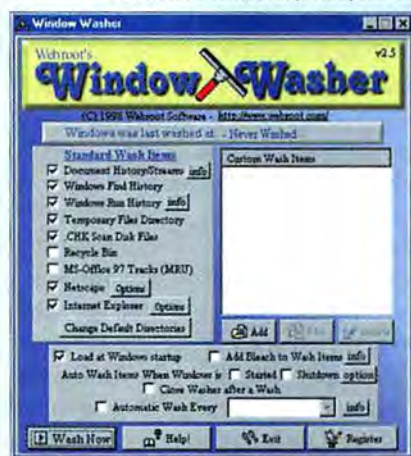 Window Washer
Webroot's
v2.5
Window Washer
(C) 1998 Webroot Software - http://www.webroot.com/
Windows was last washed at - Never Washed
Standard Wash Items
Document History/Streams info
Windows Find History
Windows Run History info
Temporary Files Directory
.CHK Scan Disk Files
Recycle Bin
MS-Office 97 Tracks (MRU)
Netscape Options
Internet Explorer Options
Change Default Directories
Custom Wash Items
Add
Load at Windows startup Add Bleach to Wash Items info
Auto Wash Items When Windows is Started Shutdown option
Close Washer after a Wash
Automatic Wash Every info
Wash Now Help! Exit Register